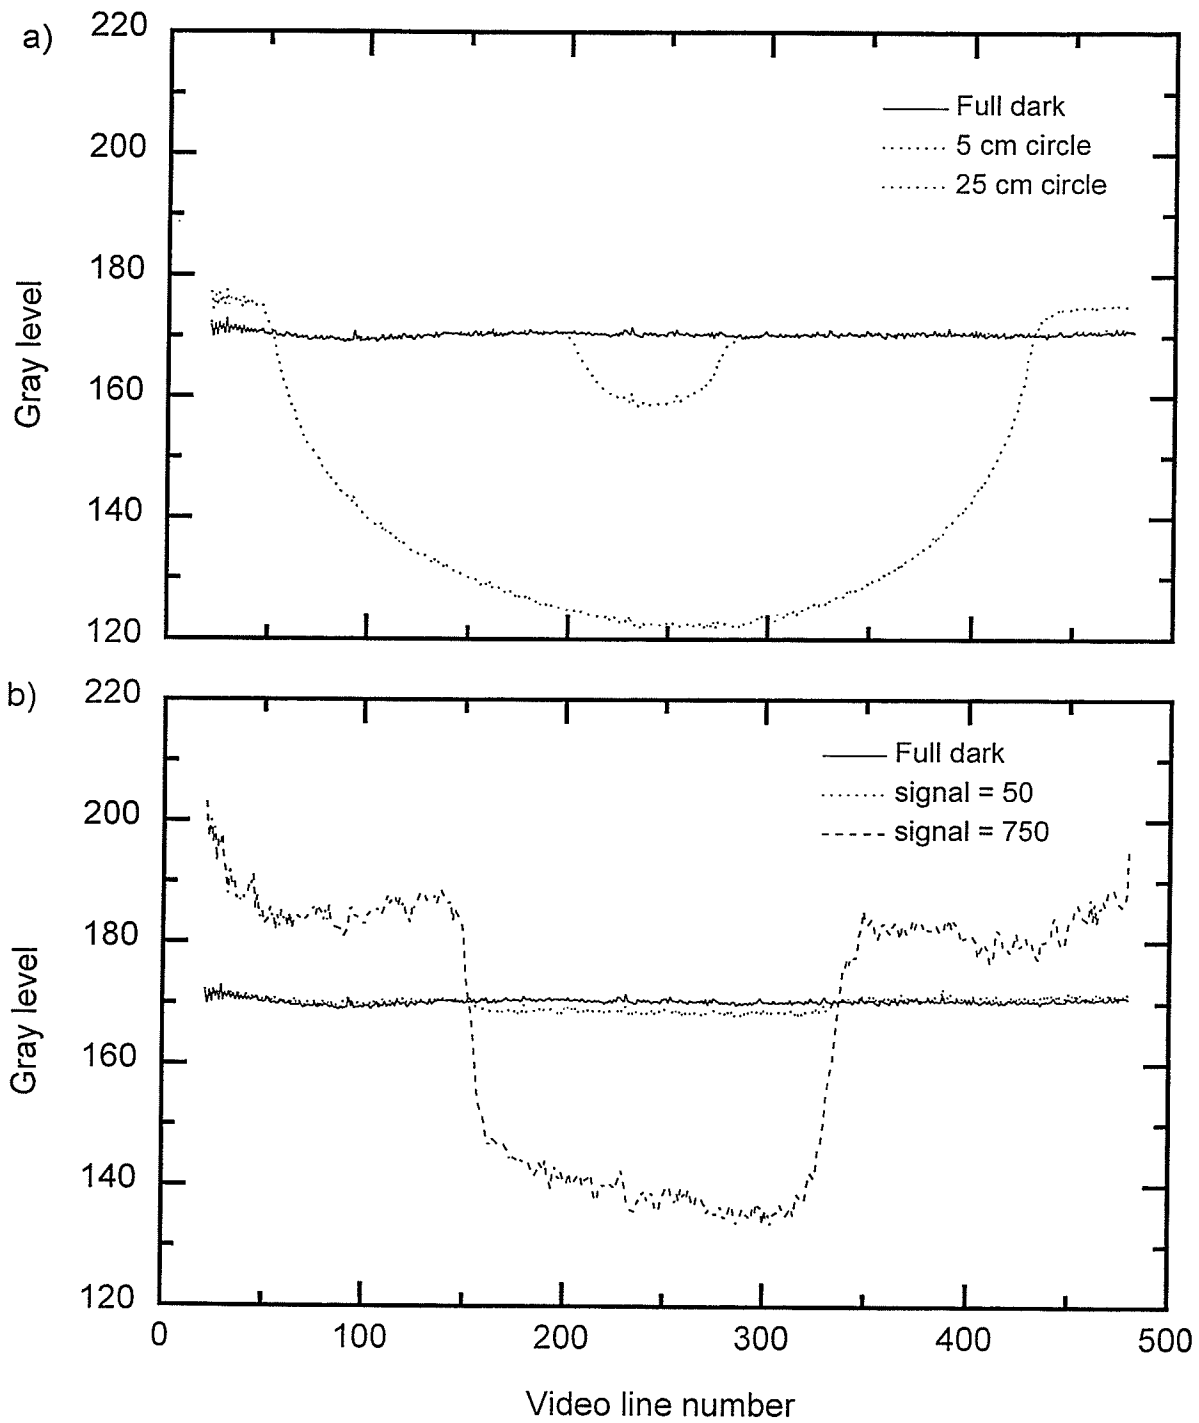 a)
220
200
180
160
140
120
Gray level
Full dark
5 cm circle
25 cm circle
b)
220
200
180
160
140
120
Gray level
Full dark
signal = 50
signal = 750
0
100
200
300
400
500
Video line number